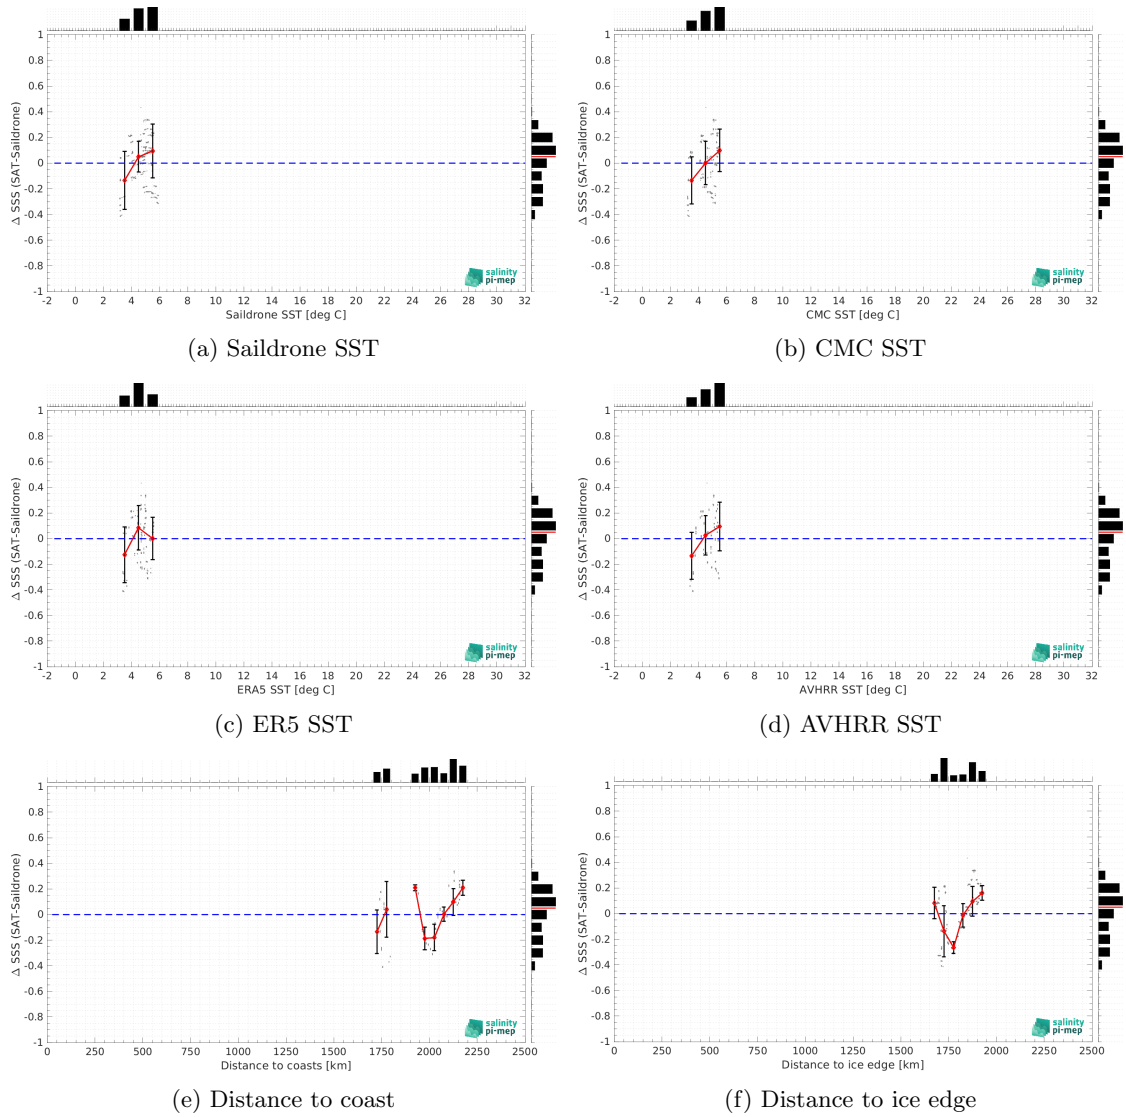 1
0.8
0.6
0.4
0.2
0
-0.2
-0.4
-0.6
-0.8
-1
Δ SSS (SAT-Saildrone)
salinity
pi-mep
-2 0 2 4 6 8 10 12 14 16 18 20 22 24 26 28 30 32
Saildrone SST [deg C]
(a) Saildrone SST
1
0.8
0.6
0.4
0.2
0
-0.2
-0.4
-0.6
-0.8
-1
Δ SSS (SAT-Saildrone)
salinity
pi-mep
-2 0 2 4 6 8 10 12 14 16 18 20 22 24 26 28 30 32
CMC SST [deg C]
(b) CMC SST
1
0.8
0.6
0.4
0.2
0
-0.2
-0.4
-0.6
-0.8
-1
Δ SSS (SAT-Saildrone)
salinity
pi-mep
-2 0 2 4 6 8 10 12 14 16 18 20 22 24 26 28 30 32
ERA5 SST [deg C]
(c) ER5 SST
1
0.8
0.6
0.4
0.2
0
-0.2
-0.4
-0.6
-0.8
-1
Δ SSS (SAT-Saildrone)
salinity
pi-mep
-2 0 2 4 6 8 10 12 14 16 18 20 22 24 26 28 30 32
AVHRR SST [deg C]
(d) AVHRR SST
1
0.8
0.6
0.4
0.2
0
-0.2
-0.4
-0.6
-0.8
-1
Δ SSS (SAT-Saildrone)
salinity
pi-mep
0 250 500 750 1000 1250 1500 1750 2000 2250 2500
Distance to coasts [km]
(e) Distance to coast
1
0.8
0.6
0.4
0.2
0
-0.2
-0.4
-0.6
-0.8
-1
Δ SSS (SAT-Saildrone)
salinity
pi-mep
0 250 500 750 1000 1250 1500 1750 2000 2250 2500
Distance to ice edge [km]
(f) Distance to ice edge